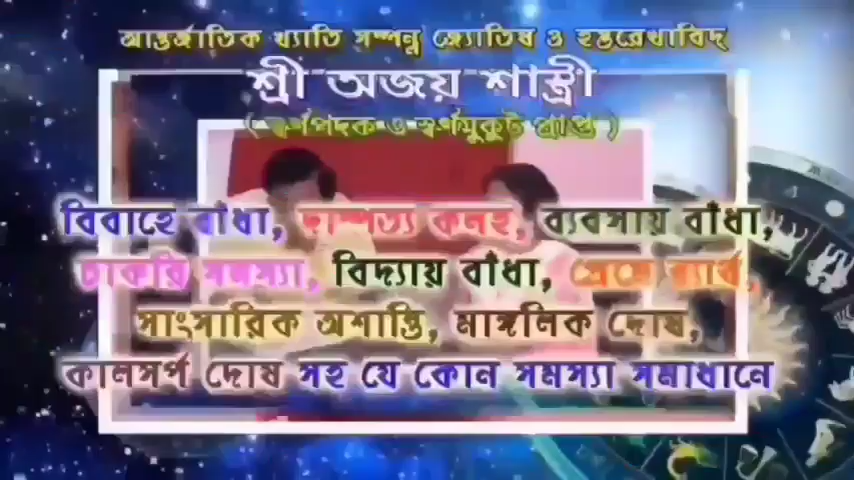 আন্তর্জাতিক খ্যাতি সম্পন্ন জ্যোতিষ ও হস্তরেখাবিদ্
শ্রী অজয় শাস্ত্রী
( স্বর্ণপদক ও স্বর্ণমুকুট প্রাপ্ত )
বিবাহে বাঁধা, দাম্পত্য কলহ, ব্যবসায় বাঁধা,
চাকরি সমস্যা, বিদ্যায় বাঁধা, প্রেমে ব্যার্থ,
সাংসারিক অশান্তি, মাঙ্গলিক দোষ,
কালসর্প দোষ সহ যে কোন সমস্যা সমাধানে